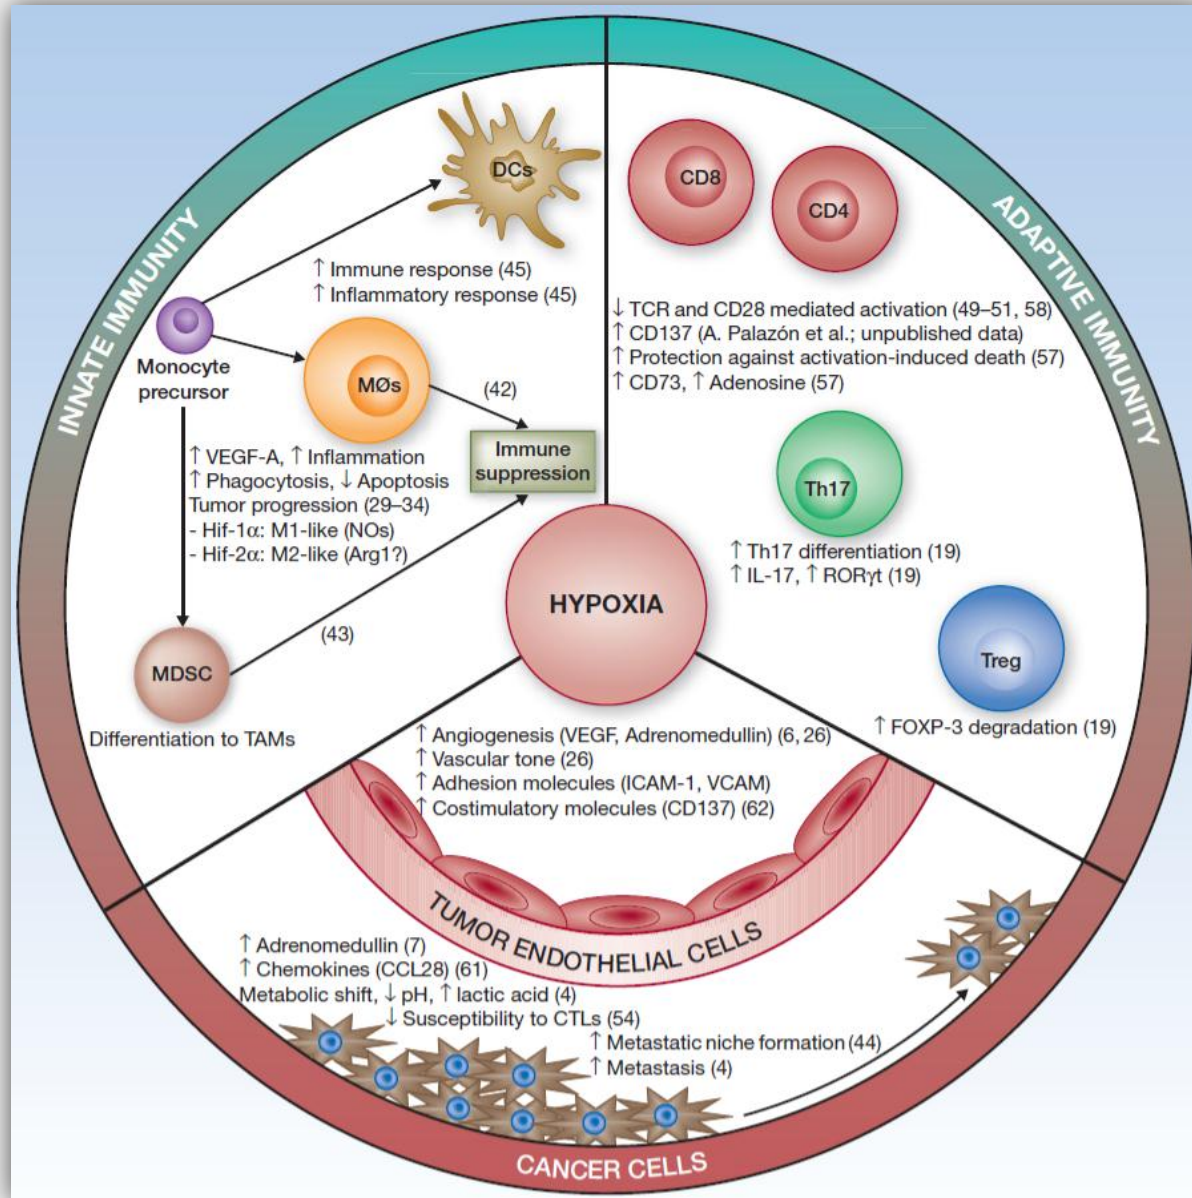 INNATE IMMUNITY
DCs
↑ Immune response (45)
↑ Inflammatory response (45)
Monocyte
precursor
MØs
(42)
Immune
suppression
↑ VEGF-A, ↑ Inflammation
↑ Phagocytosis, ↓ Apoptosis
Tumor progression (29–34)
- Hif-1α: M1-like (NOs)
- Hif-2α: M2-like (Arg1?)
(43)
MDSC
Differentiation to TAMs
ADAPTIVE IMMUNITY
CD8
CD4
↓ TCR and CD28 mediated activation (49–51, 58)
↑ CD137 (A. Palazón et al.; unpublished data)
↑ Protection against activation-induced death (57)
↑ CD73, ↑ Adenosine (57)
Th17
↑ Th17 differentiation (19)
↑ IL-17, ↑ RORγt (19)
Treg
↑ FOXP-3 degradation (19)
HYPOXIA
↑ Angiogenesis (VEGF, Adrenomedullin) (6, 26)
↑ Vascular tone (26)
↑ Adhesion molecules (ICAM-1, VCAM)
↑ Costimulatory molecules (CD137) (62)
TUMOR ENDOTHELIAL CELLS
↑ Adrenomedullin (7)
↑ Chemokines (CCL28) (61)
Metabolic shift, ↓ pH, ↑ lactic acid (4)
↓ Susceptibility to CTLs (54)
↑ Metastatic niche formation (44)
↑ Metastasis (4)
CANCER CELLS